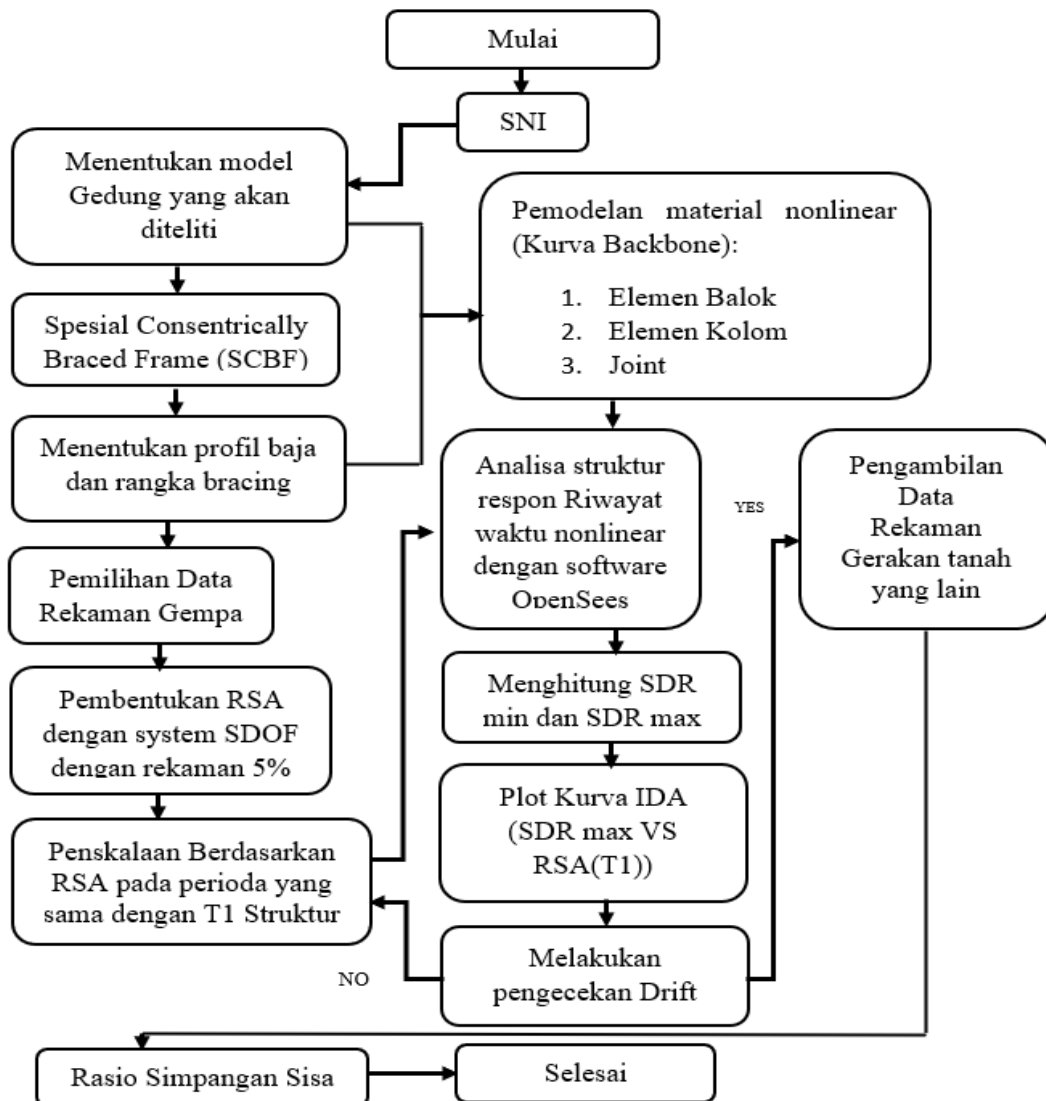 Mulai
SNI
Menentukan model
Gedung yang akan
diteliti
Spesial Consentrically
Braced Frame (SCBF)
Menentukan profil baja
dan rangka bracing
Pemilihan Data
Rekaman Gempa
Pembentukan RSA
dengan system SDOF
dengan rekaman 5%
Penskalaan Berdasarkan
RSA pada perioda yang
sama dengan T1 Struktur
Pemodelan material nonlinear
(Kurva Backbone):
1. Elemen Balok
2. Elemen Kolom
3. Joint
Analisa struktur
respon Riwayat
waktu nonlinear
dengan software
OpenSees
Menghitung SDR
min dan SDR max
Plot Kurva IDA
(SDR max VS
RSA(T1))
Melakukan
pengecekan Drift
NO
YES
Pengambilan
Data
Rekaman
Gerakan tanah
yang lain
Rasio Simpangan Sisa
Selesai